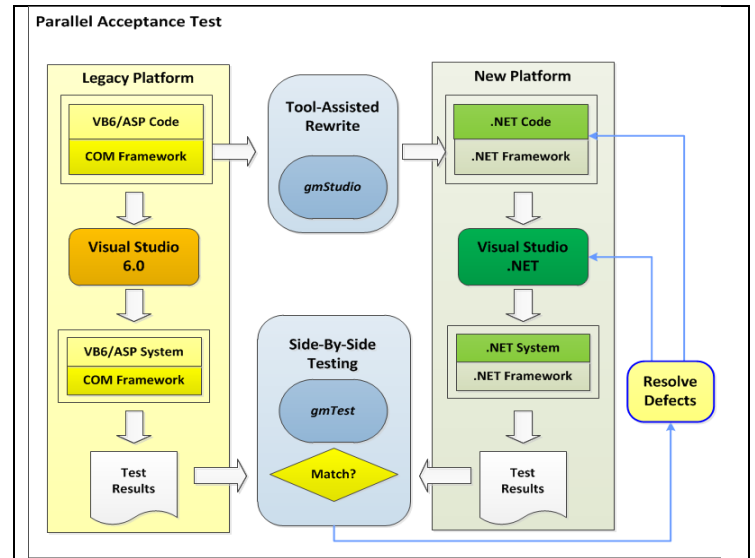 Parallel Acceptance Test
Legacy Platform
VB6/ASP Code
COM Framework
Visual Studio
6.0
VB6/ASP System
COM Framework
Test
Results
Tool-Assisted
Rewrite
gmStudio
Side-By-Side
Testing
gmTest
Match?
New Platform
.NET Code
.NET Framework
Visual Studio
.NET
.NET System
.NET Framework
Test
Results
Resolve
Defects